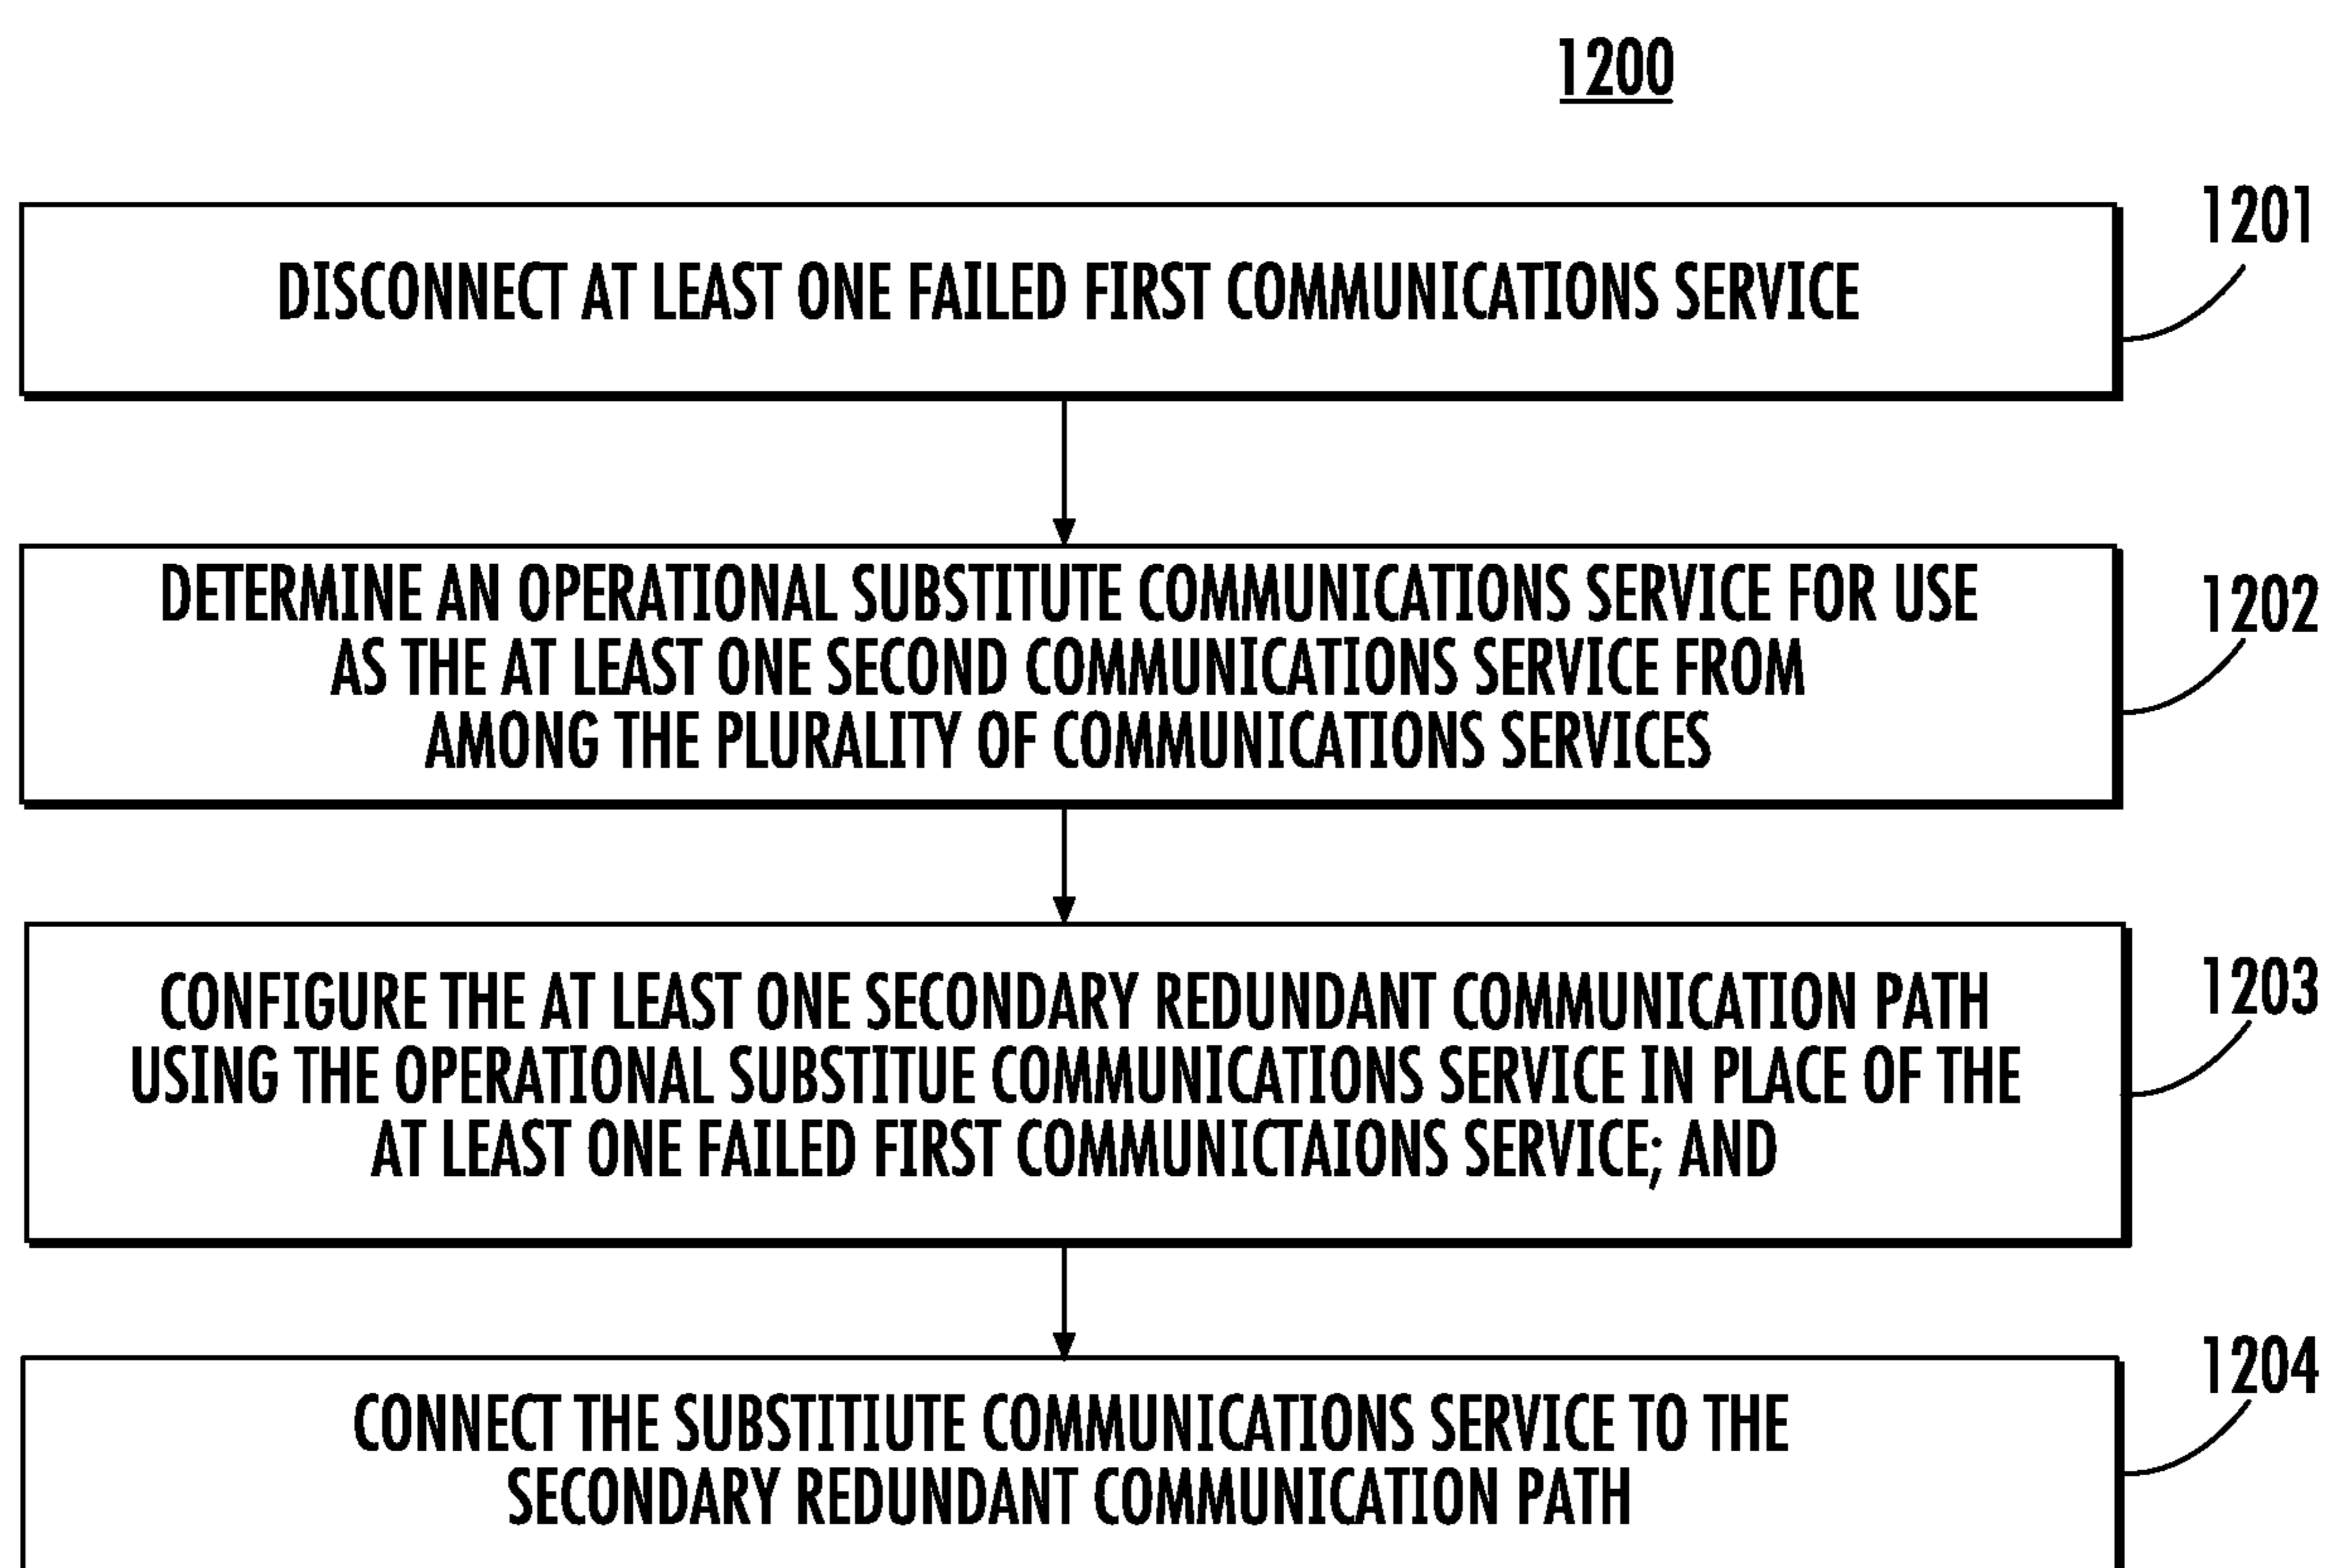 1200
1201
DISCONNECT AT LEAST ONE FAILED FIRST COMMUNICATIONS SERVICE
DETERMINE AN OPERATIONAL SUBSTITUTE COMMUNICATIONS SERVICE FOR USE
AS THE AT LEAST ONE SECOND COMMUNICATIONS SERVICE FROM
AMONG THE PLURALITY OF COMMUNICATIONS SERVICES
1202
CONFIGURE THE AT LEAST ONE SECONDARY REDUNDANT COMMUNICATION PATH
USING THE OPERATIONAL SUBSTITUE COMMUNICATIONS SERVICE IN PLACE OF THE
AT LEAST ONE FAILED FIRST COMMUNICTAIONS SERVICE; AND
1203
CONNECT THE SUBSTITIUTE COMMUNICATIONS SERVICE TO THE
SECONDARY REDUNDANT COMMUNICATION PATH
1204